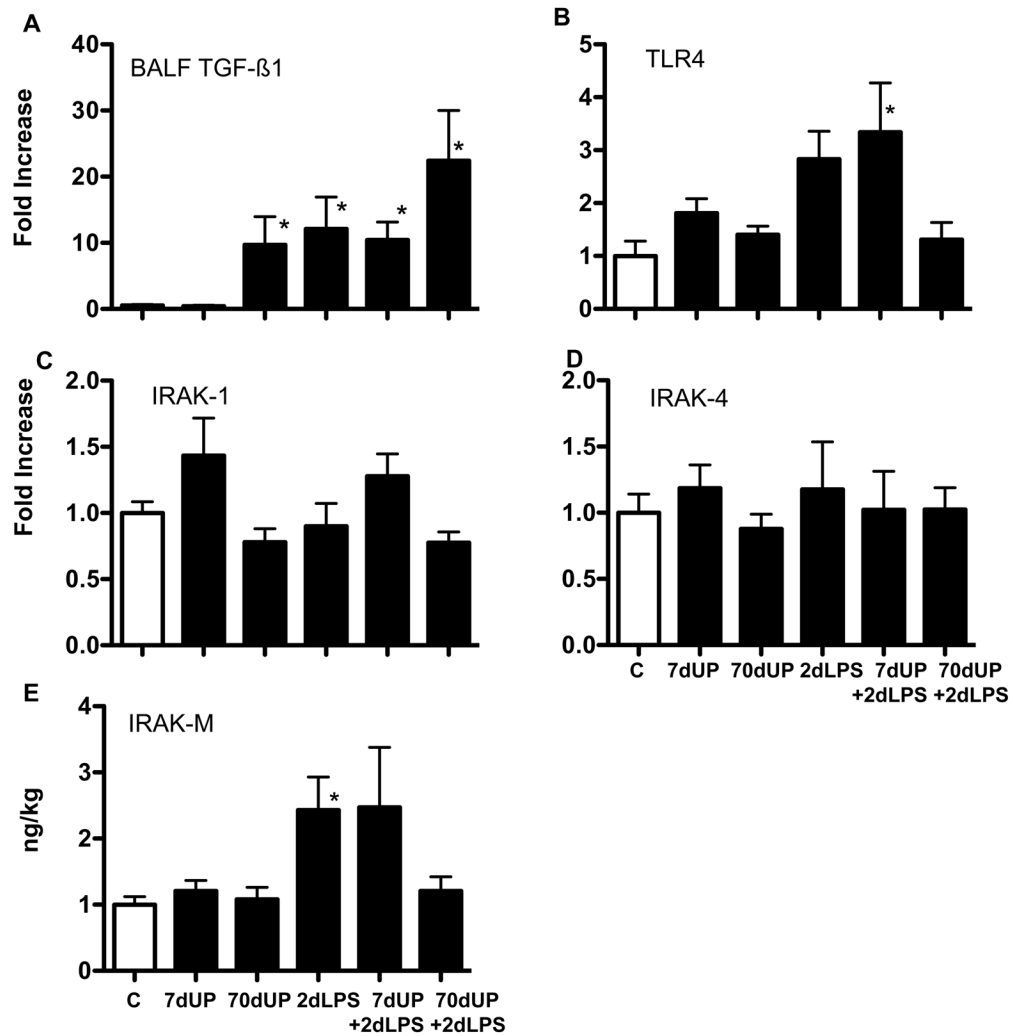 A
BALF TGF-ß1
Fold Increase
40
30
20
10
0
*
*
*
*
B
TLR4
5
4
3
2
1
0
*
C
IRAK-1
Fold Increase
2.0
1.5
1.0
0.5
0.0
D
IRAK-4
2.0
1.5
1.0
0.5
0.0
C 7dUP 70dUP 2dLPS 7dUP 70dUP
+2dLPS +2dLPS
E
IRAK-M
ng/kg
4
3
2
1
0
*
C 7dUP 70dUP 2dLPS 7dUP 70dUP
+2dLPS +2dLPS